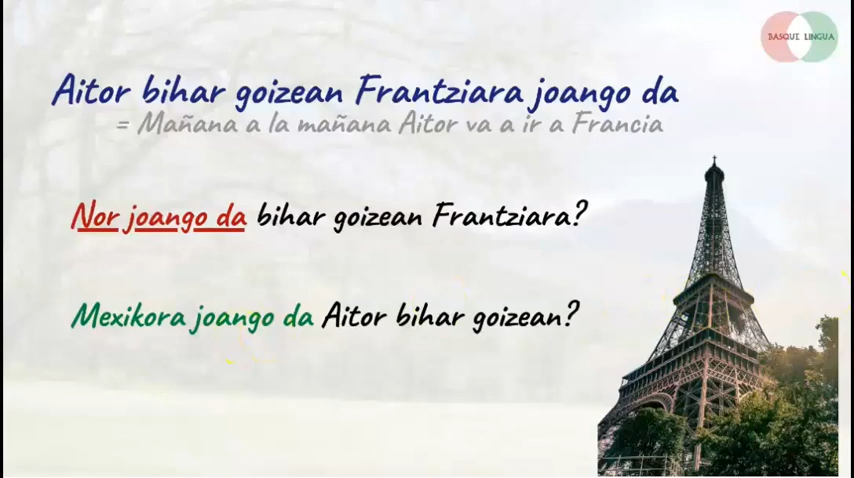 BASQUE LINGUA
Aitor bihar goizean Frantziara joango da
= Mañana a la mañana Aitor va a ir a Francia
Nor joango da bihar goizean Frantziara?
Mexikora joango da Aitor bihar goizean?